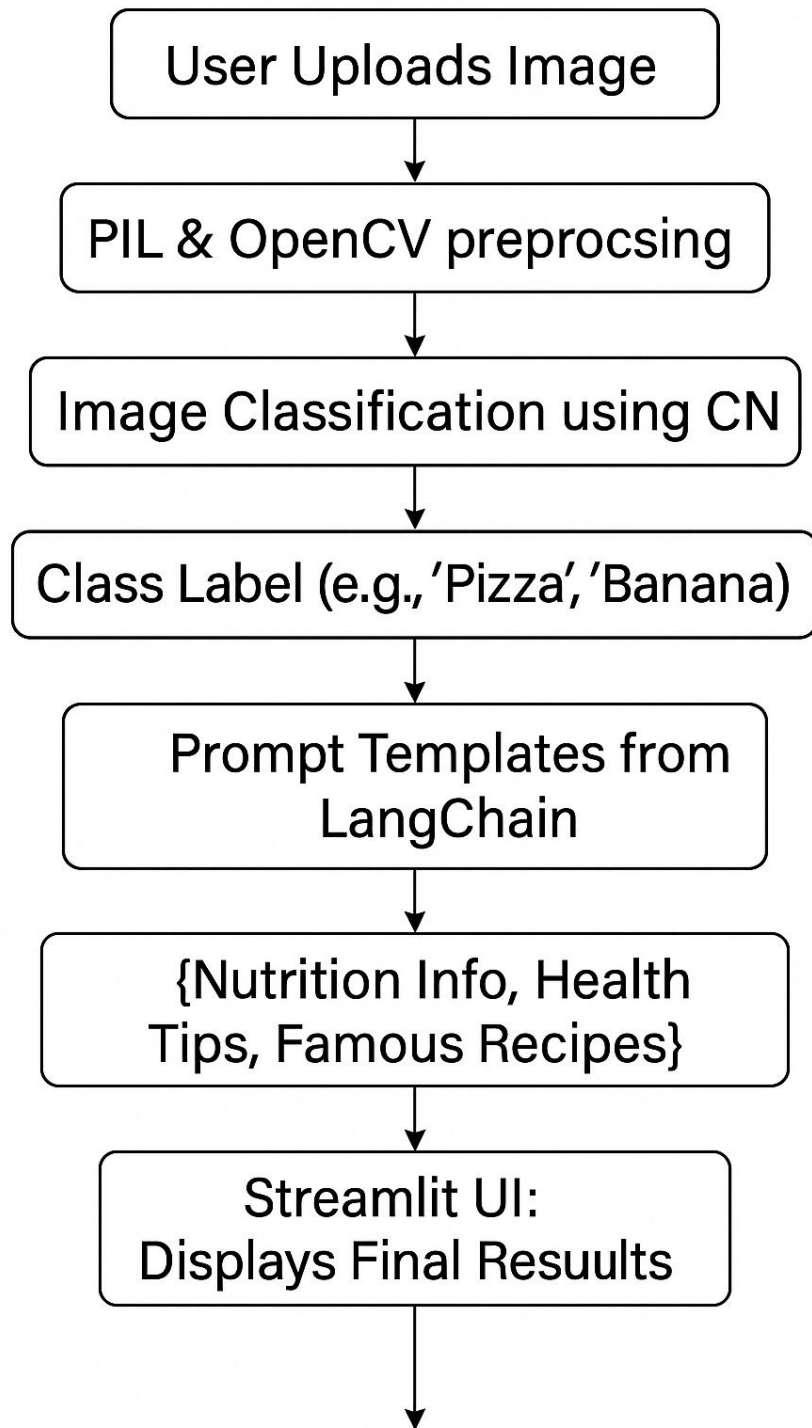 User Uploads Image
PIL & OpenCV preprocsing
Image Classification using CN
Class Label (e.g., ‘Pizza’, ‘Banana)
Prompt Templates from
LangChain
{Nutrition Info, Health
Tips, Famous Recipes}
Streamlit UI:
Displays Final Resuults